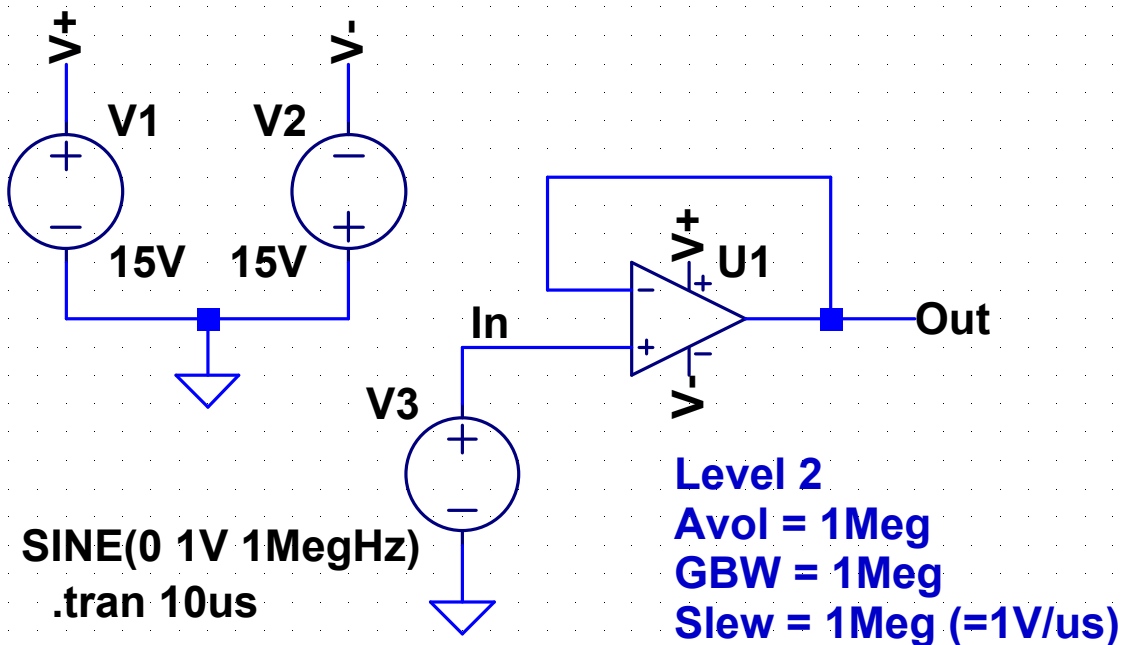 V+
V-
V1
V2
15V
15V
V+
U1
In
Out
V-
V3
SINE(0 1V 1MegHz)
.tran 10us
Level 2
Avol = 1Meg
GBW = 1Meg
Slew = 1Meg (=1V/us)